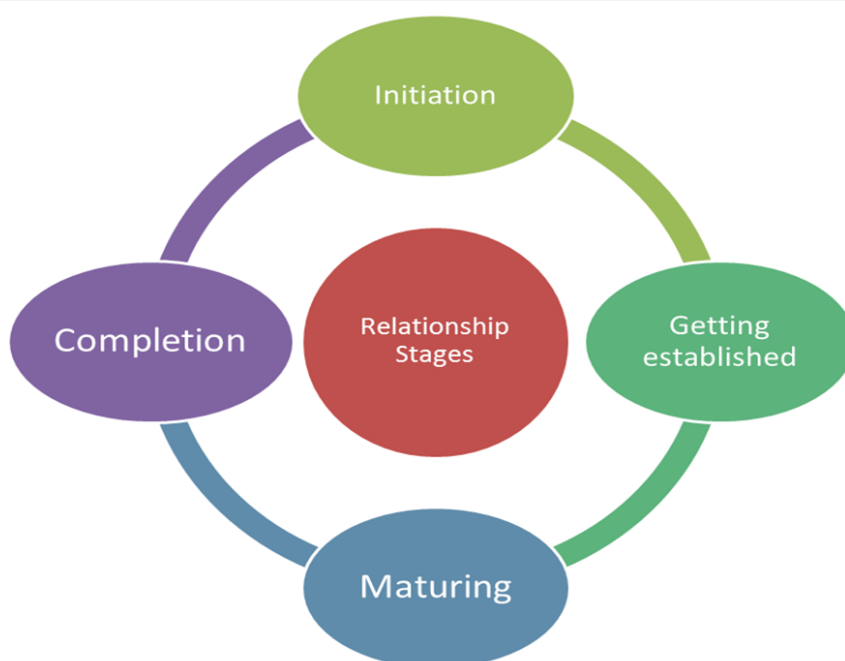 Initiation
Relationship
Stages
Completion
Getting
established
Maturing